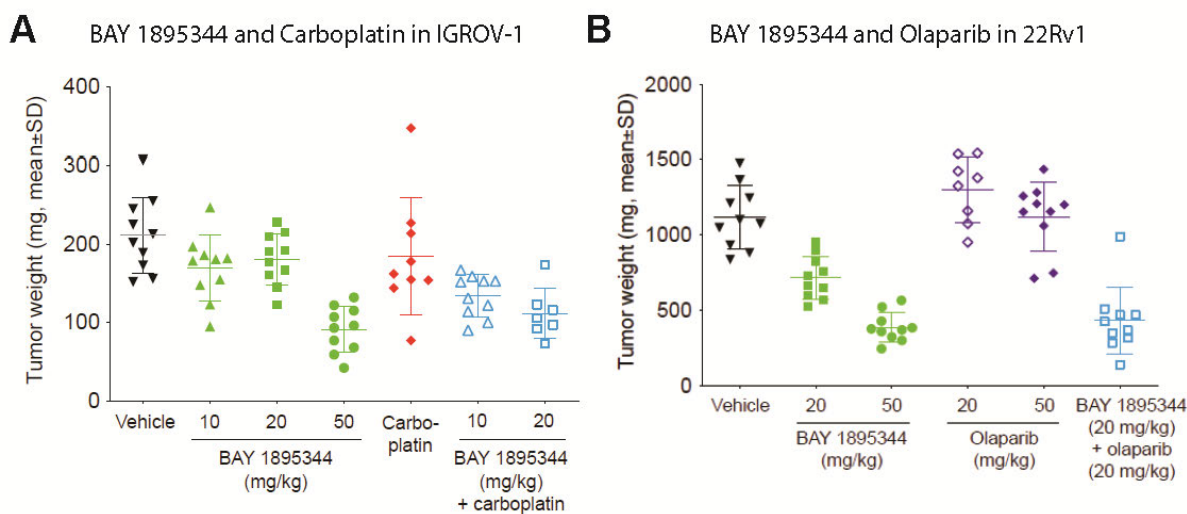 A
BAY 1895344 and Carboplatin in IGROV-1
Tumor weight (mg, mean±SD)
400
300
200
100
0
Vehicle
10
20
50
BAY 1895344
(mg/kg)
Carbo-
platin
10
20
BAY 1895344
(mg/kg)
+ carboplatin
B
BAY 1895344 and Olaparib in 22Rv1
Tumor weight (mg, mean±SD)
2000
1500
1000
500
0
Vehicle
20
50
BAY 1895344
(mg/kg)
20
50
Olaparib
(mg/kg)
BAY 1895344
(20 mg/kg)
+ olaparib
(20 mg/kg)